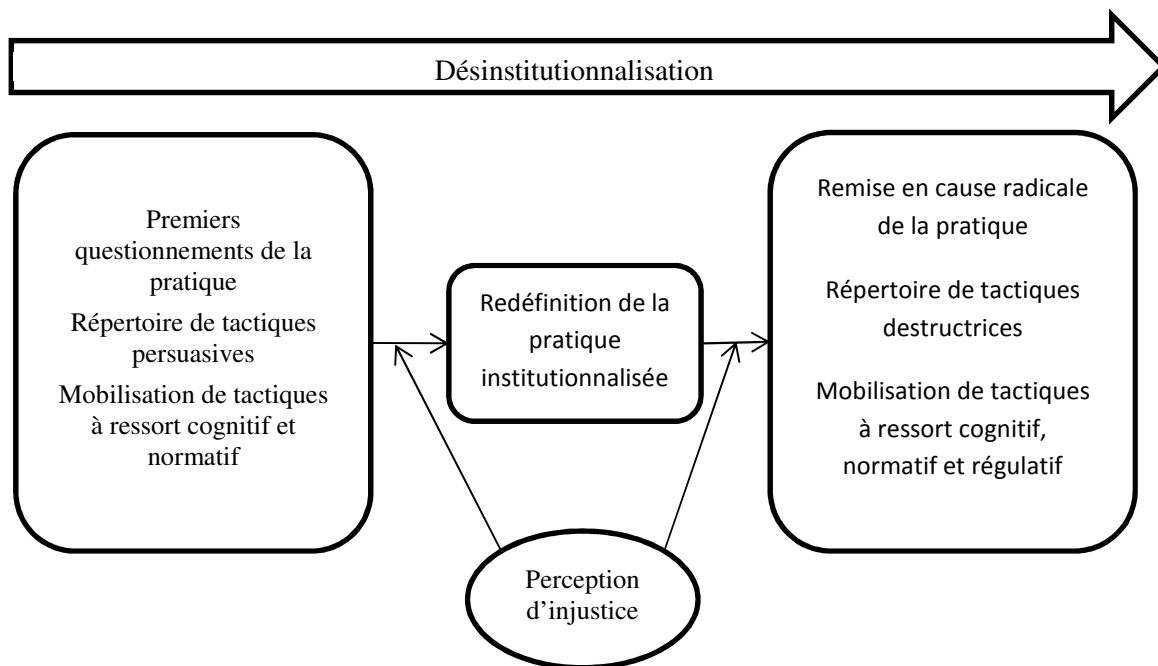 Désinstitutionnalisation
Premiers
questionnements de la
pratique
Répertoire de tactiques
persuasives
Mobilisation de tactiques
à ressort cognitif et
normatif
Redéfinition de la
pratique
institutionnalisée
Remise en cause radicale
de la pratique
Répertoire de tactiques
destructrices
Mobilisation de tactiques
à ressort cognitif,
normatif et régulatif
Perception
d’injustice